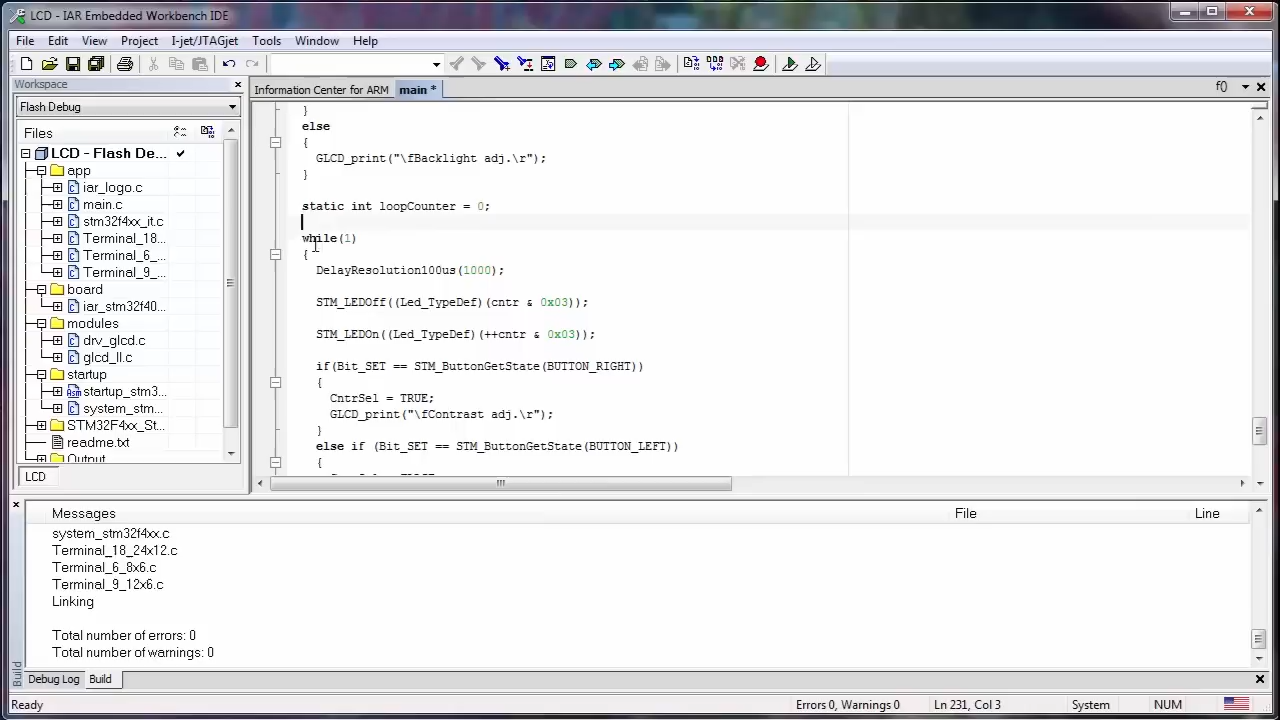 LCD - IAR Embedded Workbench IDE
File Edit View Project I-jet/JTAGjet Tools Window Help
Workspace
Information Center for ARM main * f()
Flash Debug
Files
LCD - Flash De...
app
iar_logo.c
main.c
stm32f4xx_it.c
Terminal_18...
Terminal_6_...
Terminal_9_...
board
iar_stm32f40...
modules
drv_glcd.c
glcd_ll.c
startup
startup_stm3...
system_stm...
STM32F4xx_St...
readme.txt
Output
LCD
}
else
{
GLCD_print("\fBacklight adj.\r");
}
static int loopCounter = 0;
while(1)
{
DelayResolution100us(1000);
STM_LEDOff((Led_TypeDef)(cntr & 0x03));
STM_LEDOn((Led_TypeDef)(++cntr & 0x03));
if(Bit_SET == STM_ButtonGetState(BUTTON_RIGHT))
{
CntrSel = TRUE;
GLCD_print("\fContrast adj.\r");
}
else if (Bit_SET == STM_ButtonGetState(BUTTON_LEFT))
{
Messages File Line
system_stm32f4xx.c
Terminal_18_24x12.c
Terminal_6_8x6.c
Terminal_9_12x6.c
Linking
Total number of errors: 0
Total number of warnings: 0
Build
Debug Log Build
Ready Errors 0, Warnings 0 Ln 231, Col 3 System NUM